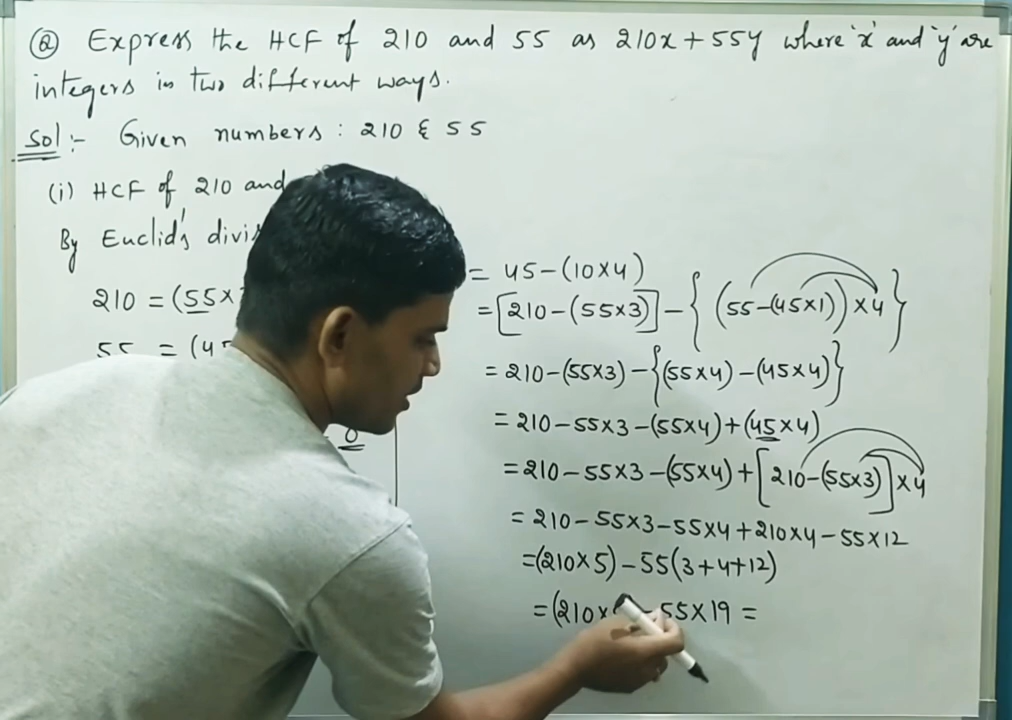 Q Express the HCF of 210 and 55 as 210x + 55y where 'x' and 'y' are
integers in two different ways.
Sol:- Given numbers : 210 & 55
(i) HCF of 210 and
By Euclid's
210 = (55×
55 = (45
0
= 45-(10×4)
= [210-(55×3)] - {(55-(45×1))×4}
= 210-(55×3) - {(55×4) - (45×4)}
= 210 - 55×3 - (55×4) + (45×4)
= 210 - 55×3 - (55×4) + [210-(55×3)]×4
= 210 - 55×3 - 55×4 + 210×4 - 55×12
= (210×5) - 55(3+4+12)
= (210× - 55×19 =